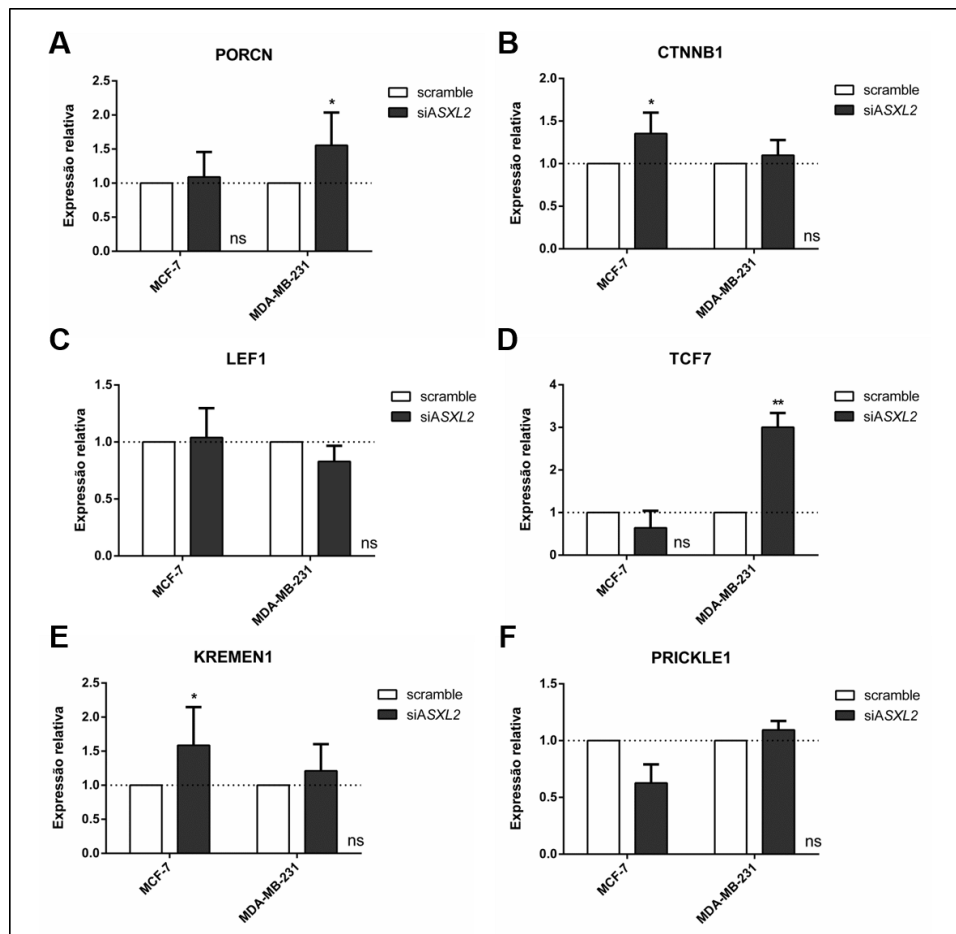 A
PORCN
Expressão relativa
2.5
2.0
1.5
1.0
0.5
0.0
*
ns
MCF-7
MDA-MB-231
scramble
siASXL2
B
CTNNB1
Expressão relativa
2.0
1.5
1.0
0.5
0.0
*
ns
MCF-7
MDA-MB-231
scramble
siASXL2
C
LEF1
Expressão relativa
1.5
1.0
0.5
0.0
ns
MCF-7
MDA-MB-231
scramble
siASXL2
D
TCF7
Expressão relativa
4
3
2
1
0
**
ns
MCF-7
MDA-MB-231
scramble
siASXL2
E
KREMEN1
Expressão relativa
2.5
2.0
1.5
1.0
0.5
0.0
*
ns
MCF-7
MDA-MB-231
scramble
siASXL2
F
PRICKLE1
Expressão relativa
1.5
1.0
0.5
0.0
ns
MCF-7
MDA-MB-231
scramble
siASXL2